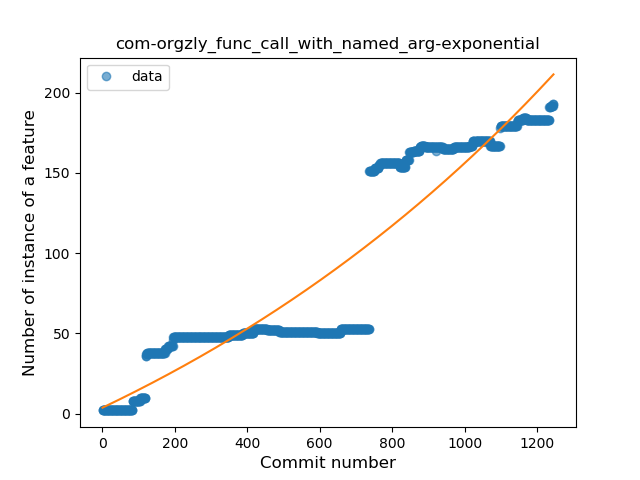 com-orgzly_func_call_with_named_arg-exponential
data
Number of instance of a feature
200
150
100
50
0
0 200 400 600 800 1000 1200
Commit number